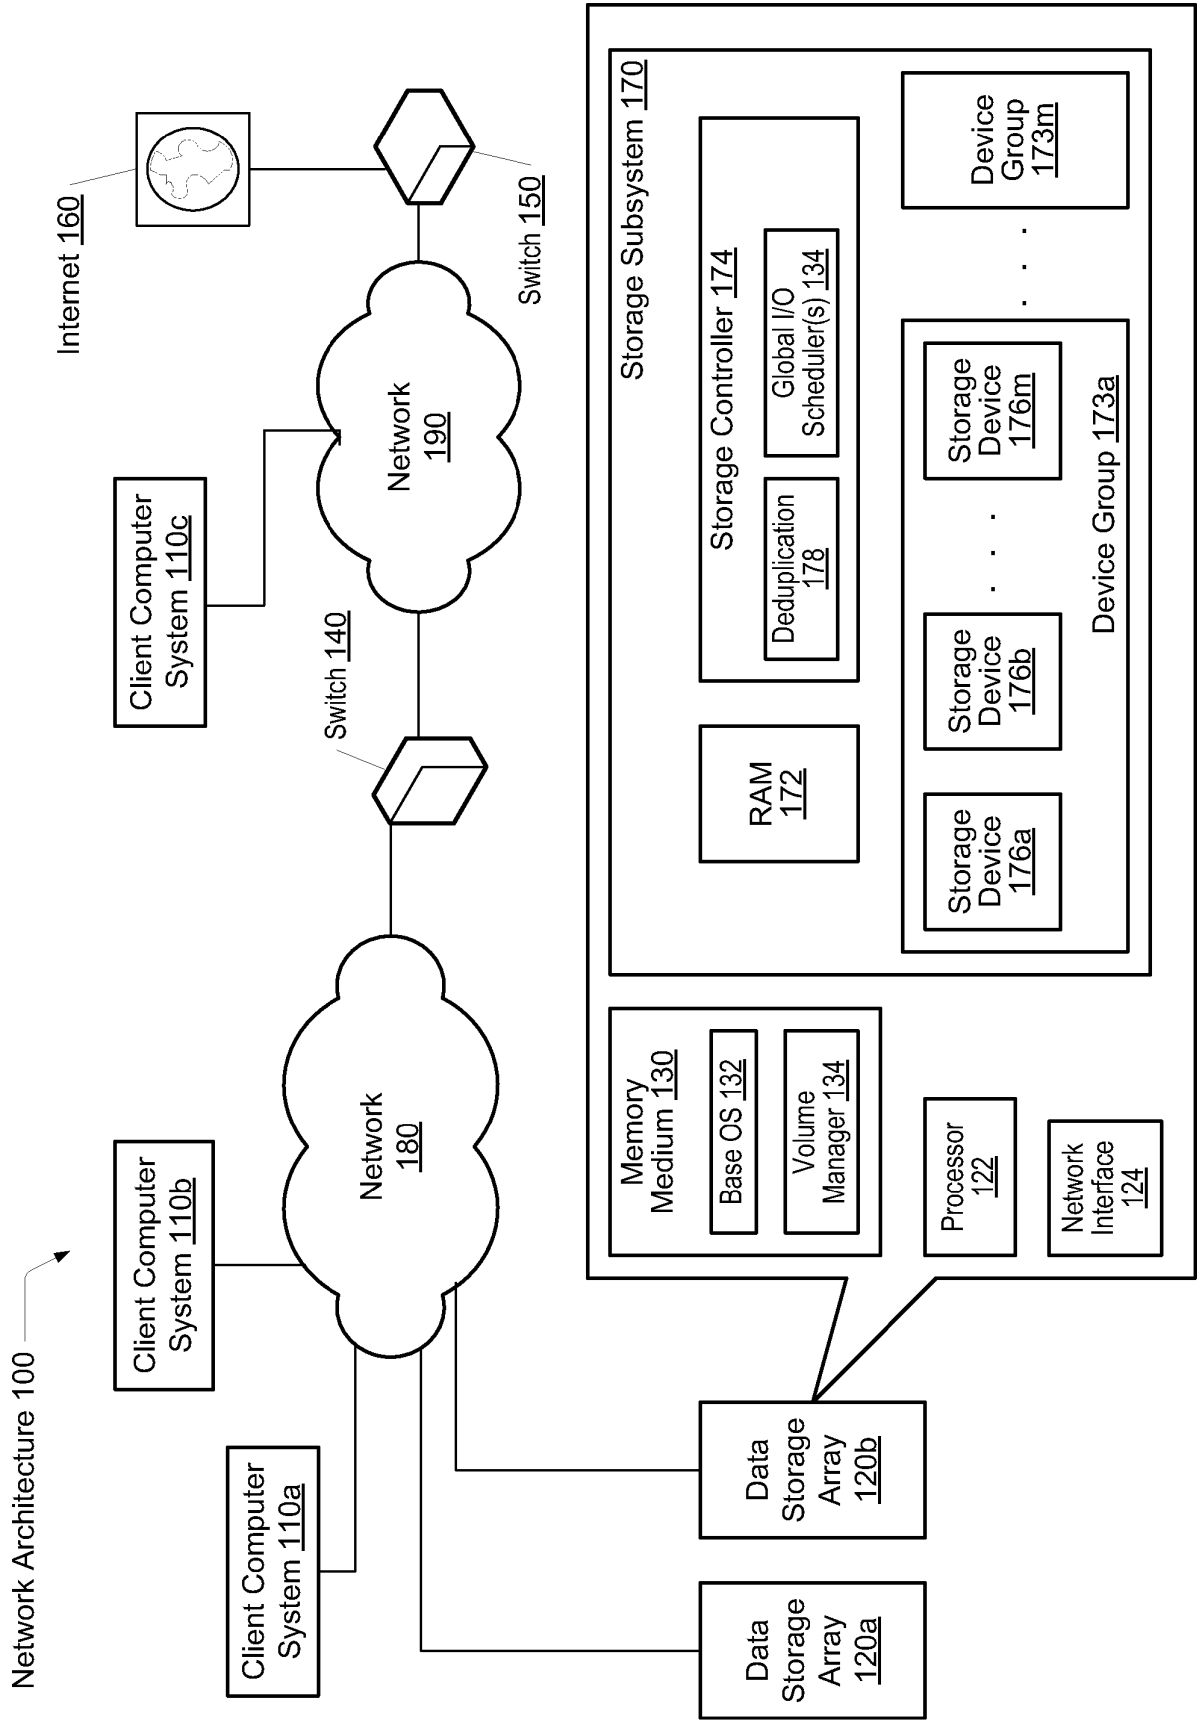 Network Architecture 100
Client Computer
System 110a
Client Computer
System 110b
Client Computer
System 110c
Internet 160
Network
180
Switch 140
Network
190
Switch 150
Data
Storage
Array
120a
Data
Storage
Array
120b
Memory
Medium 130
Base OS 132
Volume
Manager 134
Processor
122
Network
Interface
124
Storage Subsystem 170
RAM
172
Storage Controller 174
Deduplication
178
Global I/O
Scheduler(s) 134
Storage
Device
176a
Storage
Device
176b
. . .
Storage
Device
176m
Device Group 173a
. . .
Device
Group
173m